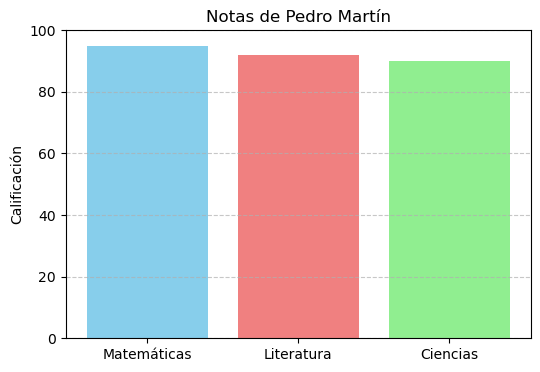 Notas de Pedro Martín
Calificación
100
80
60
40
20
0
Matemáticas Literatura Ciencias